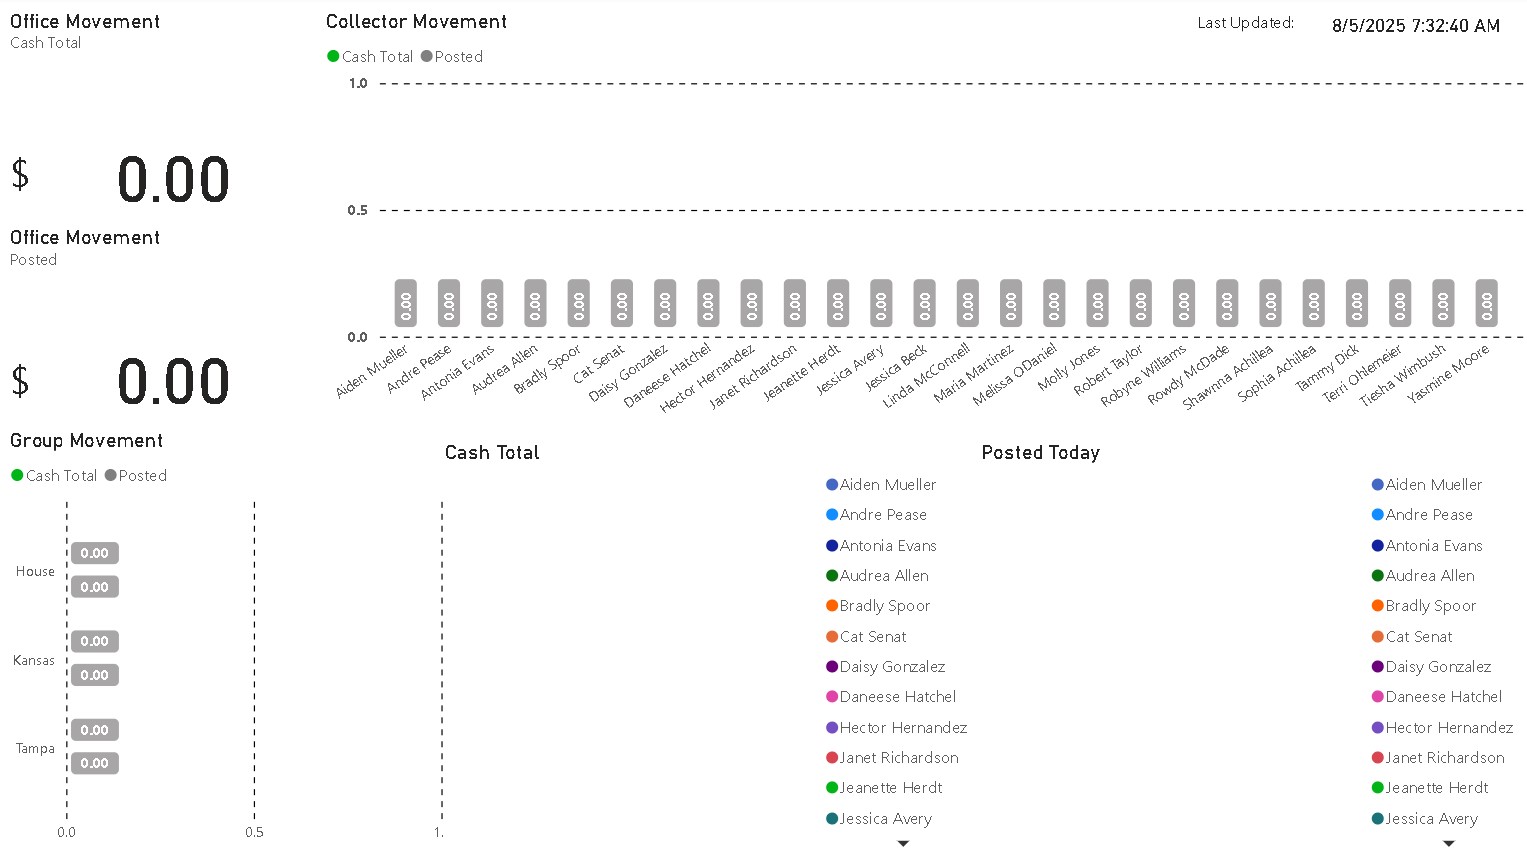 Office Movement
Cash Total
$ 0.00
Office Movement
Posted
$ 0.00
Collector Movement
Last Updated: 8/5/2025 7:32:40 AM
Cash Total Posted
1.0
0.5
0.0
0.00 0.00 0.00 0.00 0.00 0.00 0.00 0.00 0.00 0.00 0.00 0.00 0.00 0.00 0.00 0.00 0.00 0.00 0.00 0.00 0.00 0.00 0.00 0.00 0.00 0.00
Aiden Mueller
Andre Pease
Antonia Evans
Audrea Allen
Bradly Spoor
Cat Senat
Daisy Gonzalez
Daneese Hatchel
Hector Hernandez
Janet Richardson
Jeanette Herdt
Jessica Avery
Jessica Beck
Linda McConnell
Maria Martinez
Melissa ODaniel
Molly Jones
Robert Taylor
Robyne Williams
Rowdy McDade
Shawnna Achillea
Sophia Achillea
Tammy Dick
Terri Ohlemeier
Tiesha Wimbush
Yasmine Moore
Group Movement
Cash Total Posted
House
0.00
0.00
Kansas
0.00
0.00
Tampa
0.00
0.00
0.0 0.5 1.
Cash Total
Aiden Mueller
Andre Pease
Antonia Evans
Audrea Allen
Bradly Spoor
Cat Senat
Daisy Gonzalez
Daneese Hatchel
Hector Hernandez
Janet Richardson
Jeanette Herdt
Jessica Avery
Posted Today
Aiden Mueller
Andre Pease
Antonia Evans
Audrea Allen
Bradly Spoor
Cat Senat
Daisy Gonzalez
Daneese Hatchel
Hector Hernandez
Janet Richardson
Jeanette Herdt
Jessica Avery